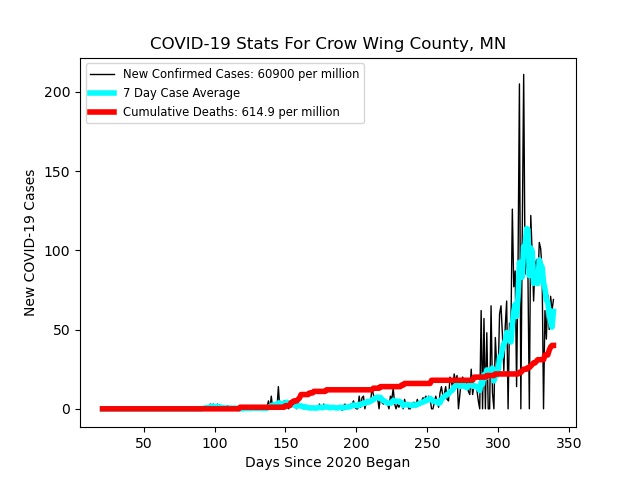 COVID-19 Stats For Crow Wing County, MN
New Confirmed Cases: 60900 per million
7 Day Case Average
Cumulative Deaths: 614.9 per million
New COVID-19 Cases
200
150
100
50
0
50 100 150 200 250 300 350
Days Since 2020 Began